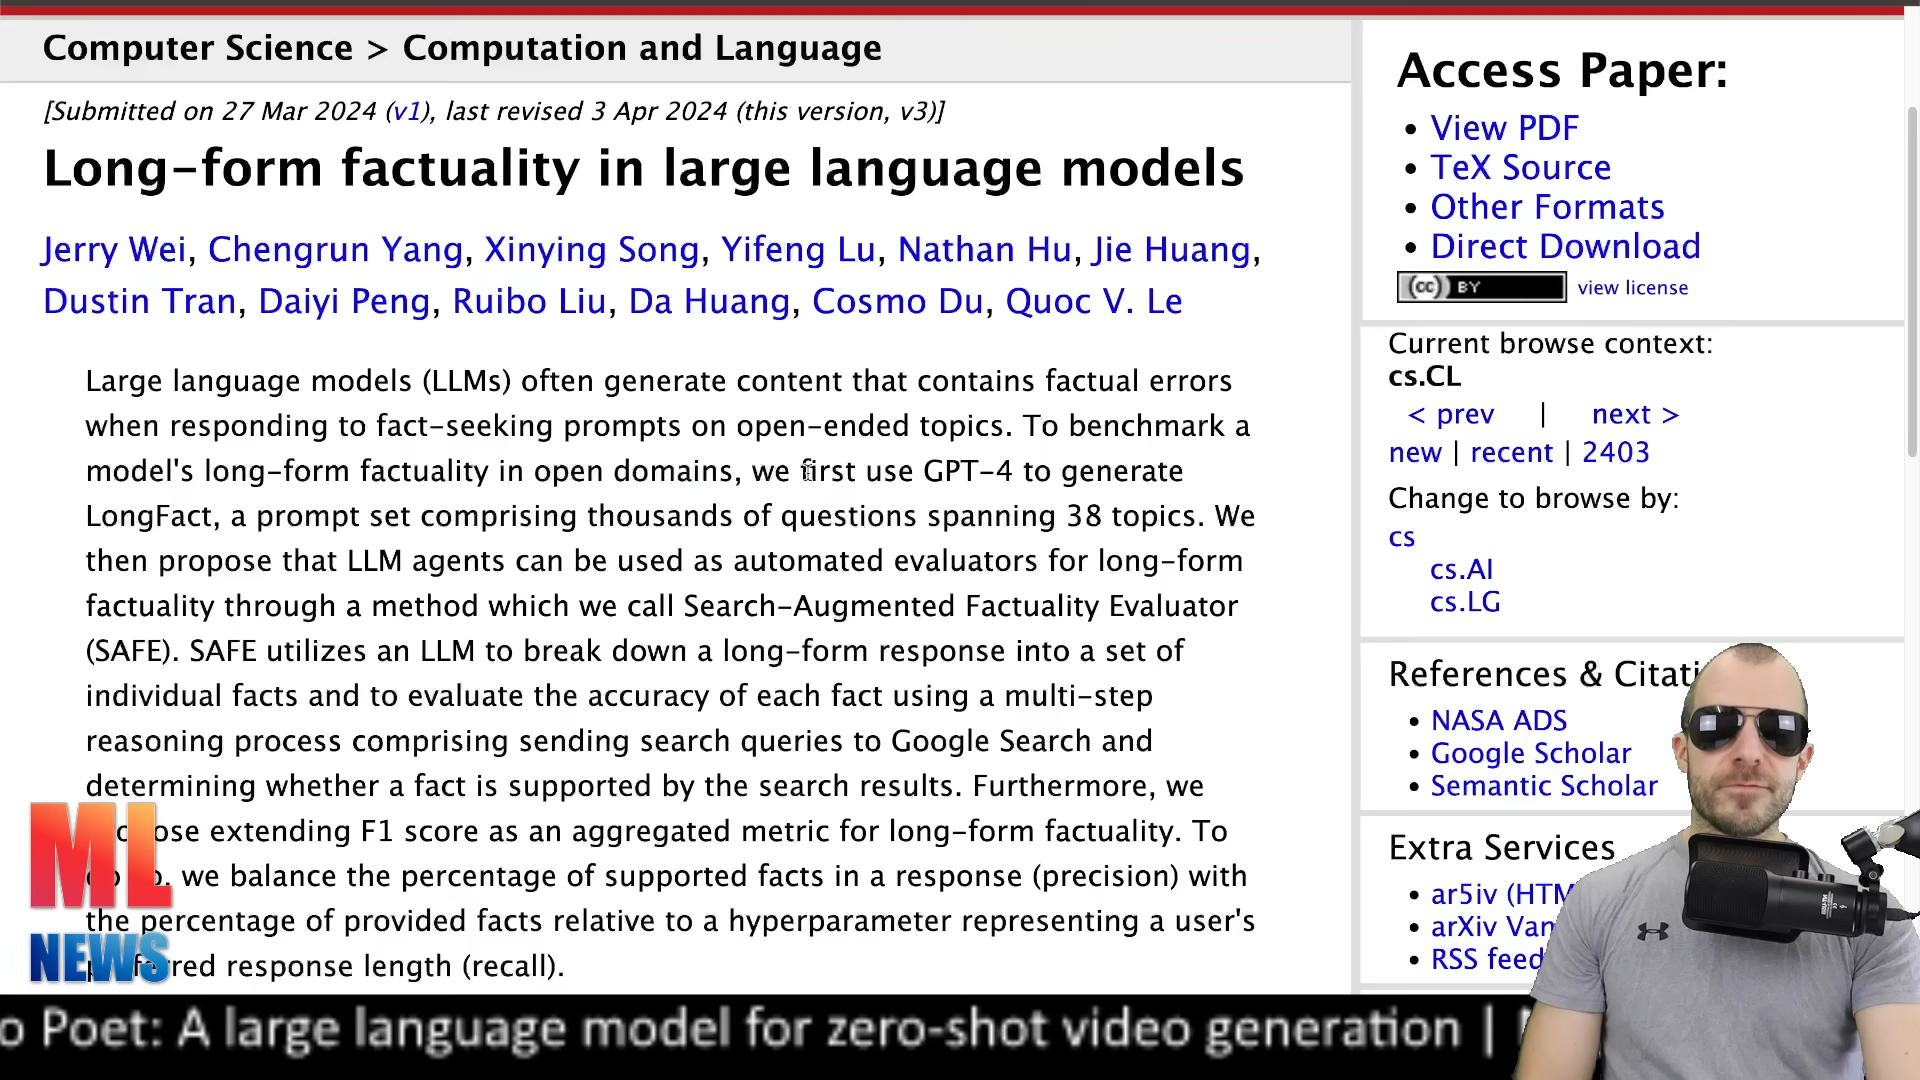 Computer Science > Computation and Language
[Submitted on 27 Mar 2024 (v1), last revised 3 Apr 2024 (this version, v3)]
Long-form factuality in large language models
Jerry Wei, Chengrun Yang, Xinying Song, Yifeng Lu, Nathan Hu, Jie Huang,
Dustin Tran, Daiyi Peng, Ruibo Liu, Da Huang, Cosmo Du, Quoc V. Le
Large language models (LLMs) often generate content that contains factual errors
when responding to fact-seeking prompts on open-ended topics. To benchmark a
model's long-form factuality in open domains, we first use GPT-4 to generate
LongFact, a prompt set comprising thousands of questions spanning 38 topics. We
then propose that LLM agents can be used as automated evaluators for long-form
factuality through a method which we call Search-Augmented Factuality Evaluator
(SAFE). SAFE utilizes an LLM to break down a long-form response into a set of
individual facts and to evaluate the accuracy of each fact using a multi-step
reasoning process comprising sending search queries to Google Search and
determining whether a fact is supported by the search results. Furthermore, we
ose extending F1 score as an aggregated metric for long-form factuality. To
we balance the percentage of supported facts in a response (precision) with
the percentage of provided facts relative to a hyperparameter representing a user's
rred response length (recall).
Access Paper:
• View PDF
• TeX Source
• Other Formats
• Direct Download
(cc) BY view license
Current browse context:
cs.CL
< prev | next >
new | recent | 2403
Change to browse by:
cs
cs.AI
cs.LG
References & Citati
• NASA ADS
• Google Scholar
• Semantic Scholar
Extra Services
• ar5iv (HTM
• arXiv Van
• RSS feed
ML
NEWS
o Poet: A large language model for zero-shot video generation |